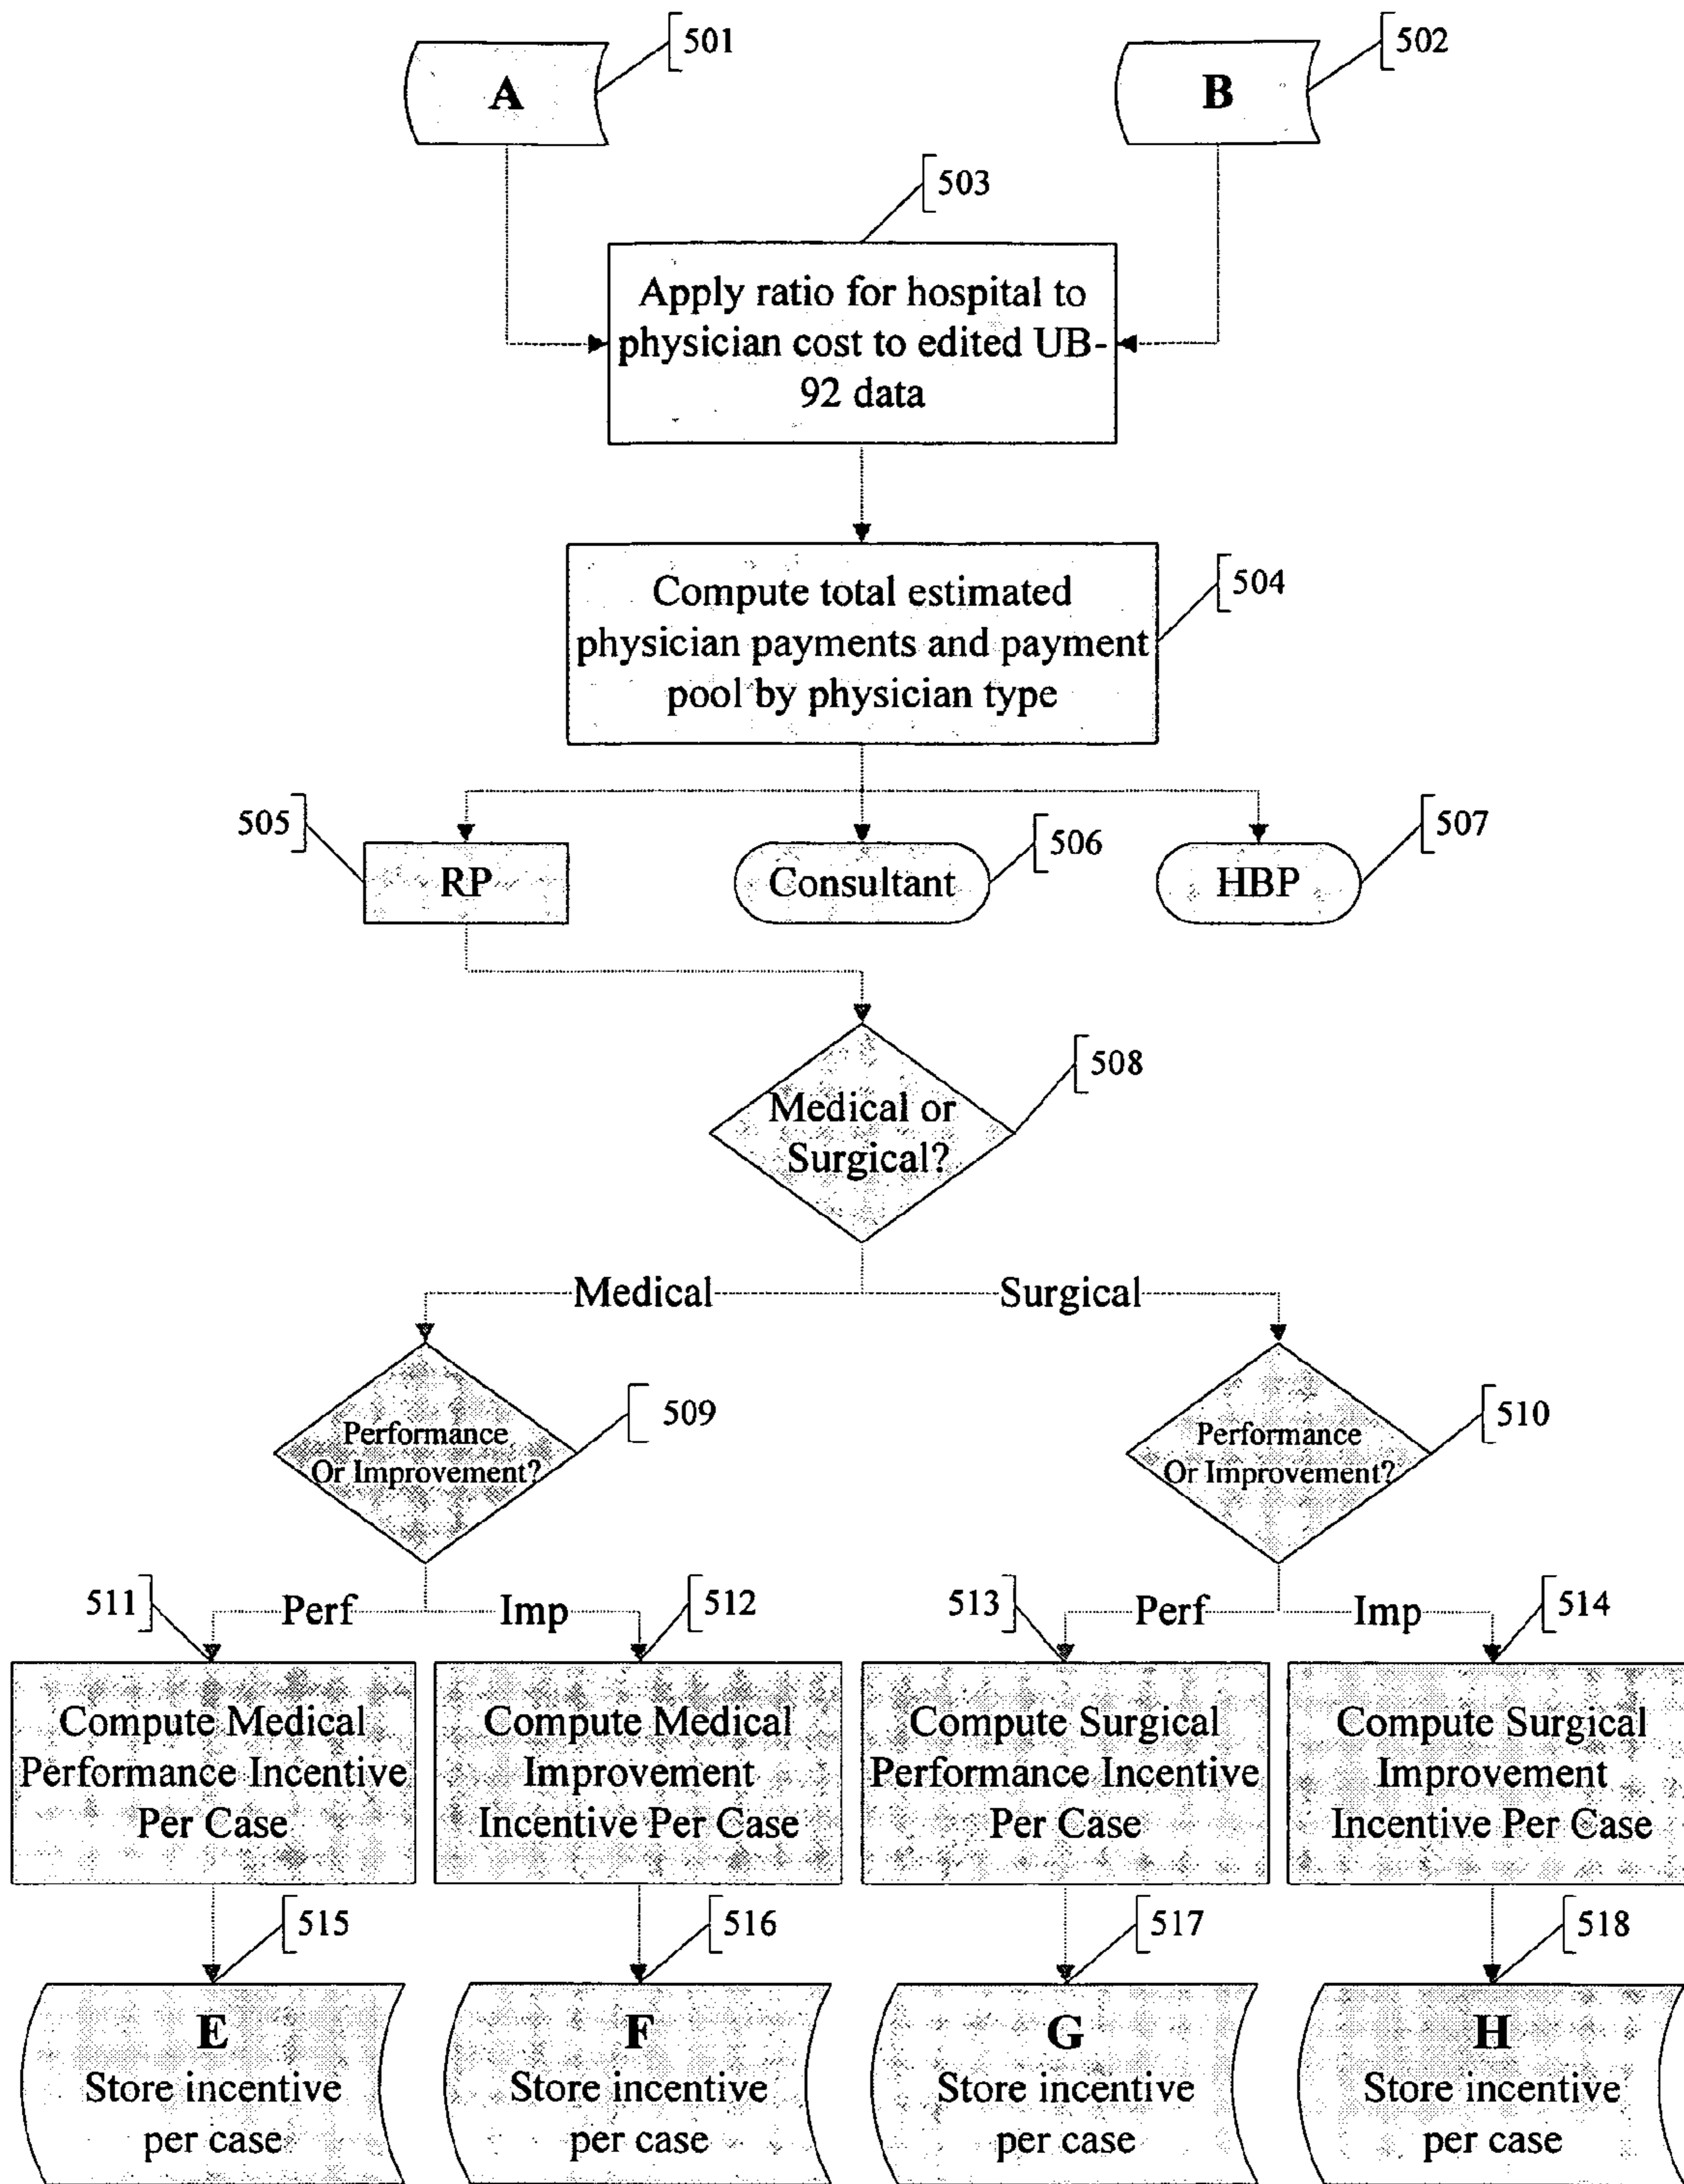 501
502
A
B
503
Apply ratio for hospital to
physician cost to edited UB-
92 data
504
Compute total estimated
physician payments and payment
pool by physician type
505
506
507
RP
Consultant
HBP
508
Medical or
Surgical?
Medical
Surgical
509
510
Performance
Or Improvement?
Performance
Or Improvement?
511
Perf
Imp
512
513
Perf
Imp
514
Compute Medical
Performance Incentive
Per Case
Compute Medical
Improvement
Incentive Per Case
Compute Surgical
Performance Incentive
Per Case
Compute Surgical
Improvement
Incentive Per Case
515
516
517
518
E
Store incentive
per case
F
Store incentive
per case
G
Store incentive
per case
H
Store incentive
per case